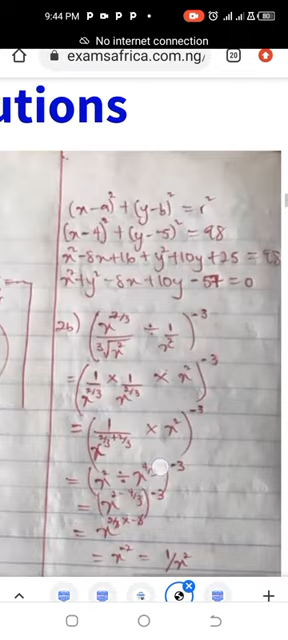 9:44 PM P P P 80
No internet connection
examsafrica.com.ng/ 20
utions
(x-a)² + (y-b)² = r²
(x-4)² + (y--5)² = 98
x²-8x+16+y²+10y+25 = 98
x²+y²-8x+10y-57=0
2b) (x^-2/3 / ³√x² ÷ 1/x²)^-3
= (1/x^2/3 × 1/x^2/3 × x²)^-3
= (1/x^2/3+2/3 × x²)^-3
= (x² ÷ x^4/3)^-3
= (x^2-4/3)^-3
= x^2/3 x -3
= x^-2 = 1/x²